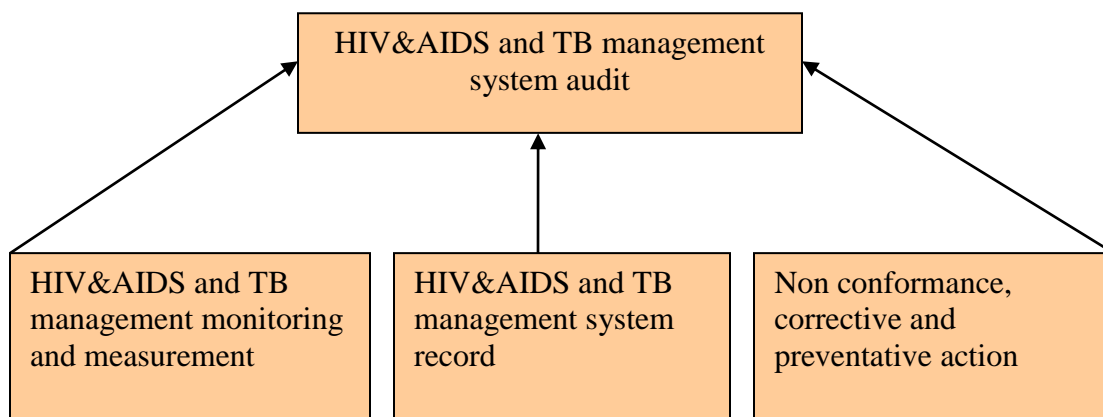 HIV&AIDS and TB management
system audit
HIV&AIDS and TB
management monitoring
and measurement
HIV&AIDS and TB
management system
record
Non conformance,
corrective and
preventative action